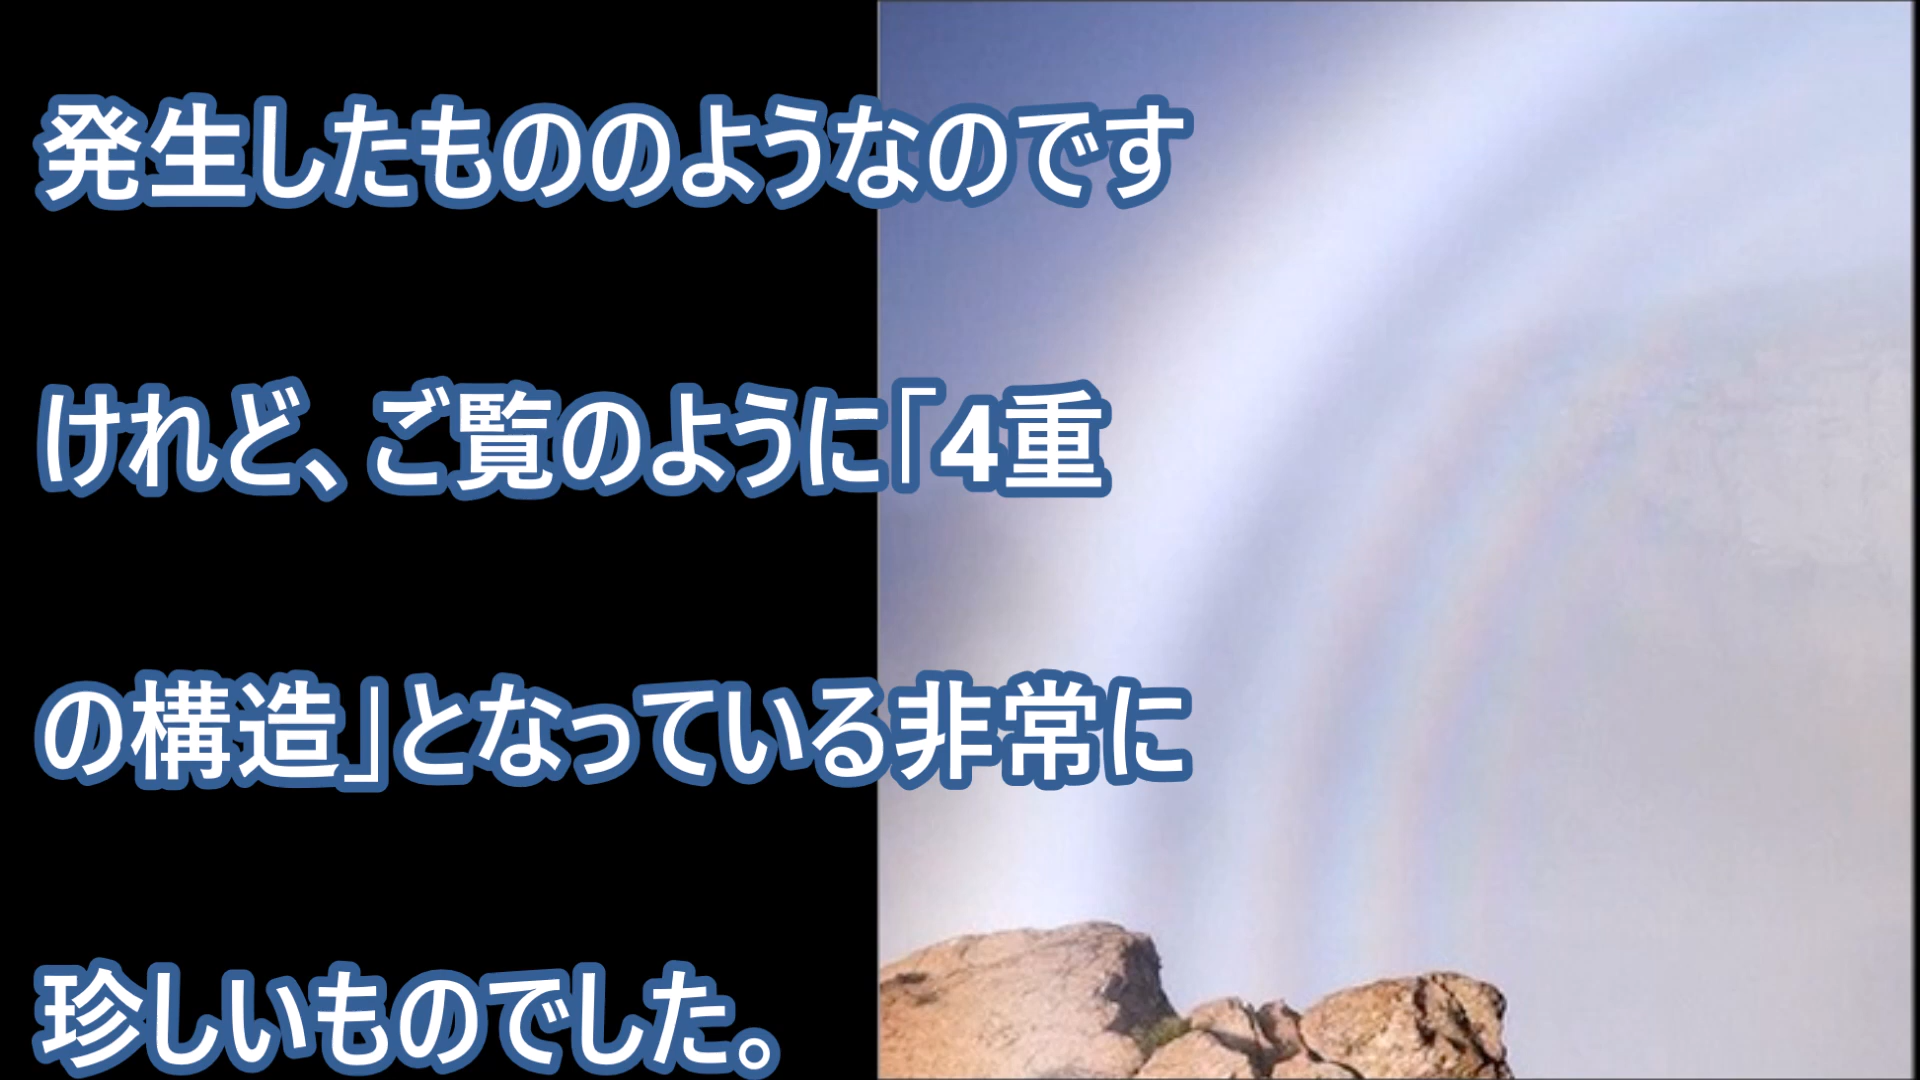 発生したもののようなのです
けれど、ご覧のように「4重
の構造」となっている非常に
珍しいものでした。